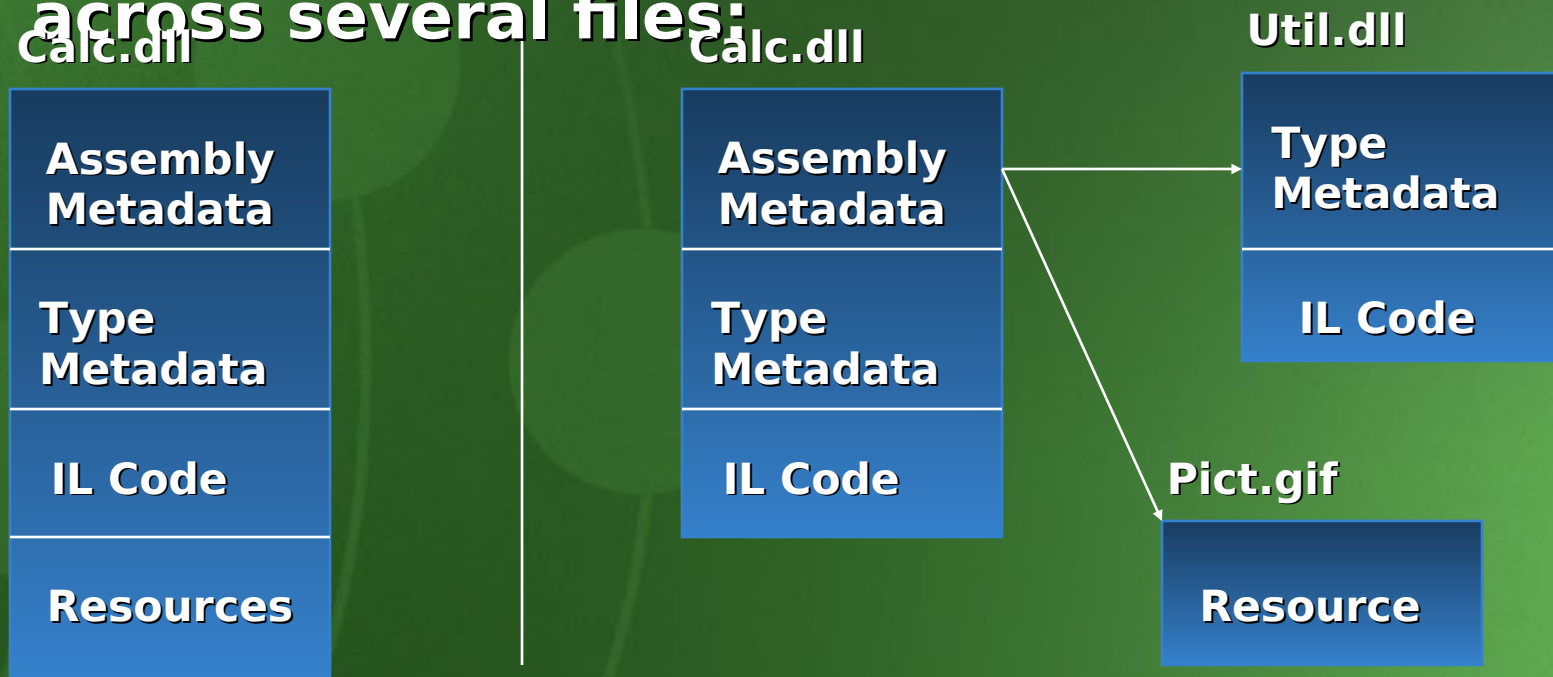 across several files:
Calc.dll
Assembly
Metadata
Type
Metadata
IL Code
Resources
Calc.dll
Assembly
Metadata
Type
Metadata
IL Code
Util.dll
Type
Metadata
IL Code
Pict.gif
Resource